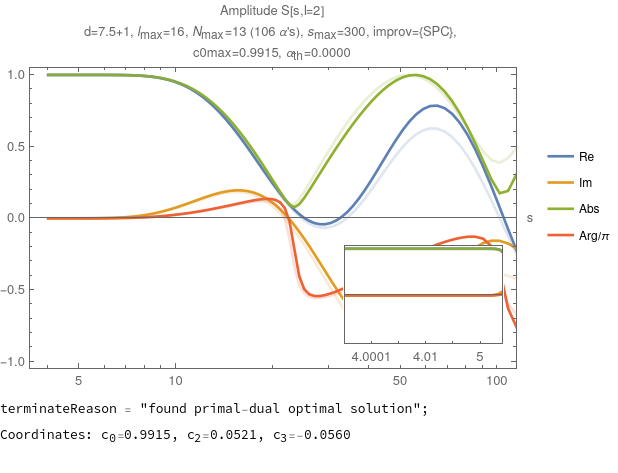 Amplitude S[s,l=2]
d=7.5+1, lmax=16, Nmax=13 (106 α's), smax=300, improv={SPC},
c0max=0.9915, αth=0.0000
1.0
0.5
0.0
-0.5
-1.0
5
10
50
100
s
4.0001
4.01
5
Re
Im
Abs
Arg/π
terminateReason = "found primal-dual optimal solution";
Coordinates: c0=0.9915, c2=0.0521, c3=-0.0560